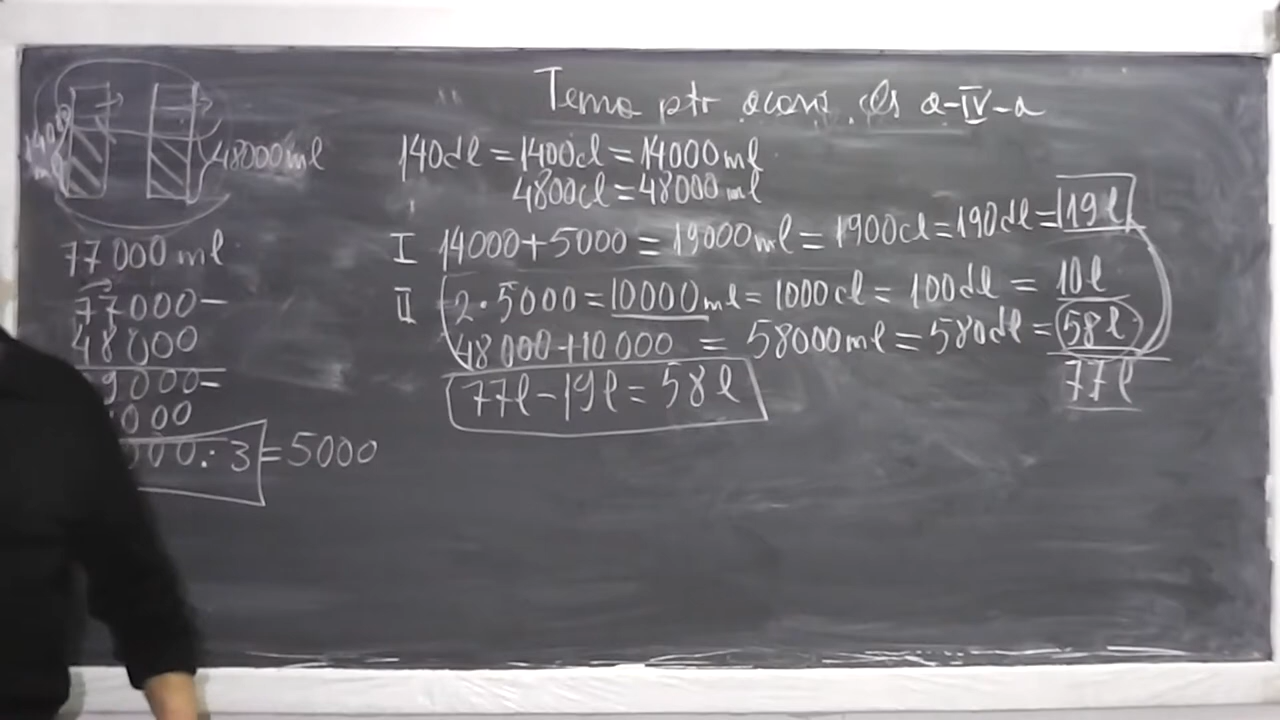 Tema ptr acasă cls a-IV-a
48000ml
140dl = 1400cl = 14000ml
4800cl = 48000ml
77000ml
I 14000+5000 = 19000ml = 1900cl = 190dl = 19l
77000-
II 2·5000 = 10000ml = 1000cl = 100dl = 10l
48000
48000+10000 = 58000ml = 580dl = 58l
9000-
77l-19l = 58l
77l
000
000:3 = 5000